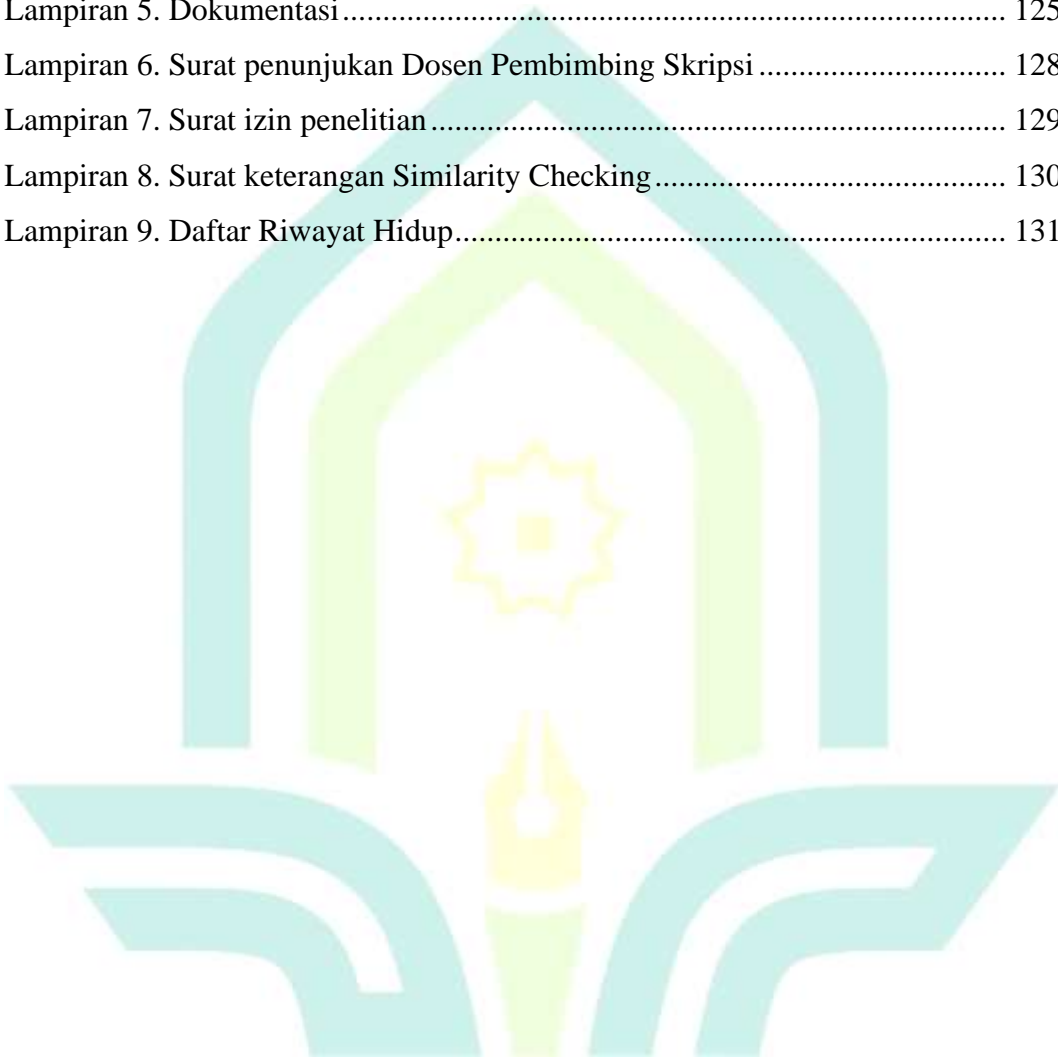 Lampiran 5. Dokumentasi ........................................................................................ 125
Lampiran 6. Surat penunjukan Dosen Pembimbing Skripsi ................................. 128
Lampiran 7. Surat izin penelitian ............................................................................ 129
Lampiran 8. Surat keterangan Similarity Checking ............................................... 130
Lampiran 9. Daftar Riwayat Hidup ......................................................................... 131